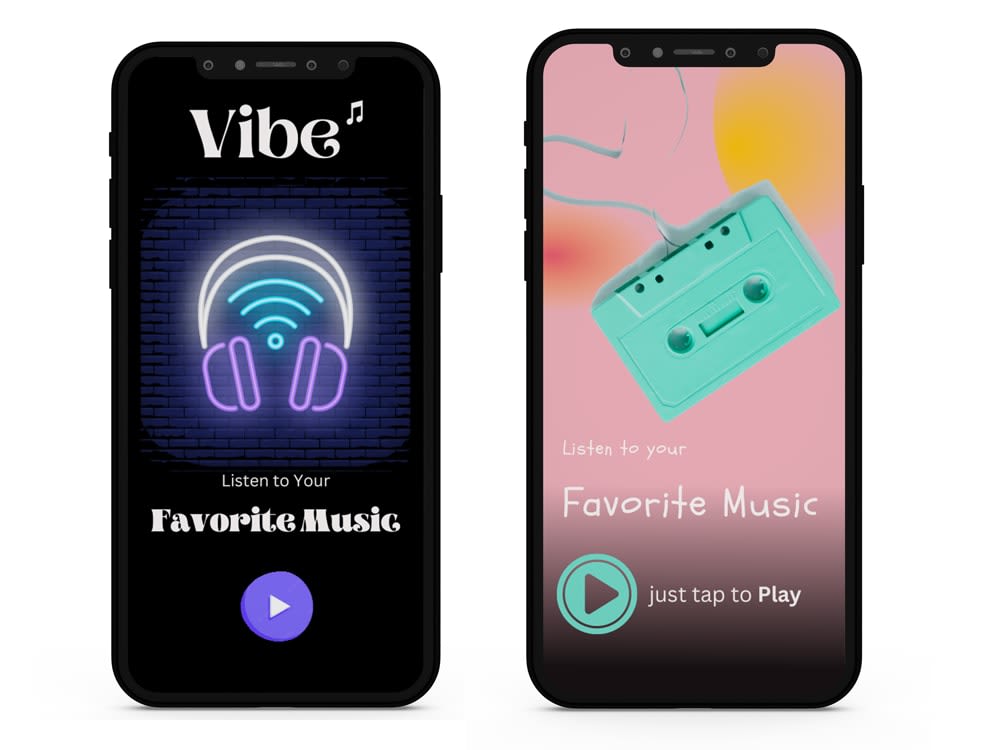 Vibe
Listen to Your
Favorite Music
Listen to your
Favorite Music
just tap to Play